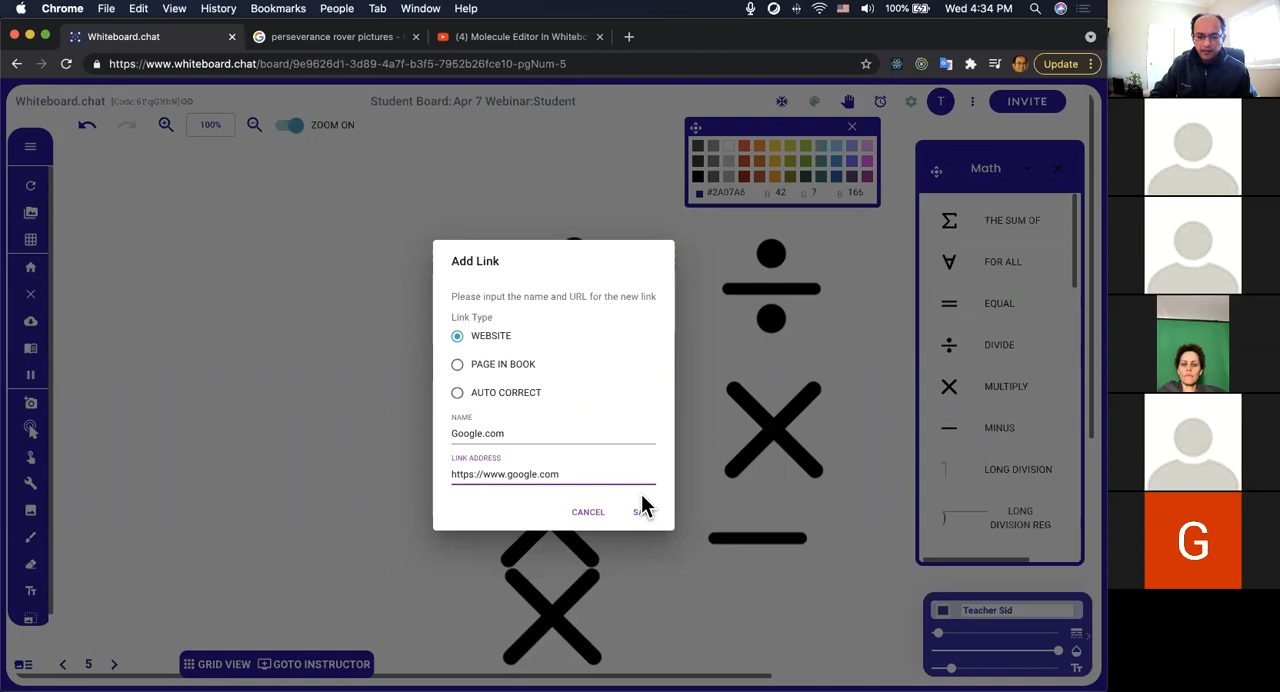 Chrome File Edit View History Bookmarks People Tab Window Help 100% Wed 4:34 PM
Whiteboard.chat perseverance rover pictures - (4) Molecule Editor In Whitebo
https://www.whiteboard.chat/board/9e9626d1-3d89-4a7f-b3f5-7952b26fce10-pgNum-5 Update
Whiteboard.chat Student Board: Apr 7 Webinar:Student T INVITE
100% ZOOM ON
#2A07A6 R 42 G 7 B 166
Math
THE SUM OF
FOR ALL
EQUAL
DIVIDE
MULTIPLY
MINUS
LONG DIVISION
LONG
DIVISION REG
Add Link
Please input the name and URL for the new link
Link Type
WEBSITE
PAGE IN BOOK
AUTO CORRECT
NAME
Google.com
LINK ADDRESS
https://www.google.com
CANCEL
Teacher Sid
Tт
5 GRID VIEW GOTO INSTRUCTOR
G